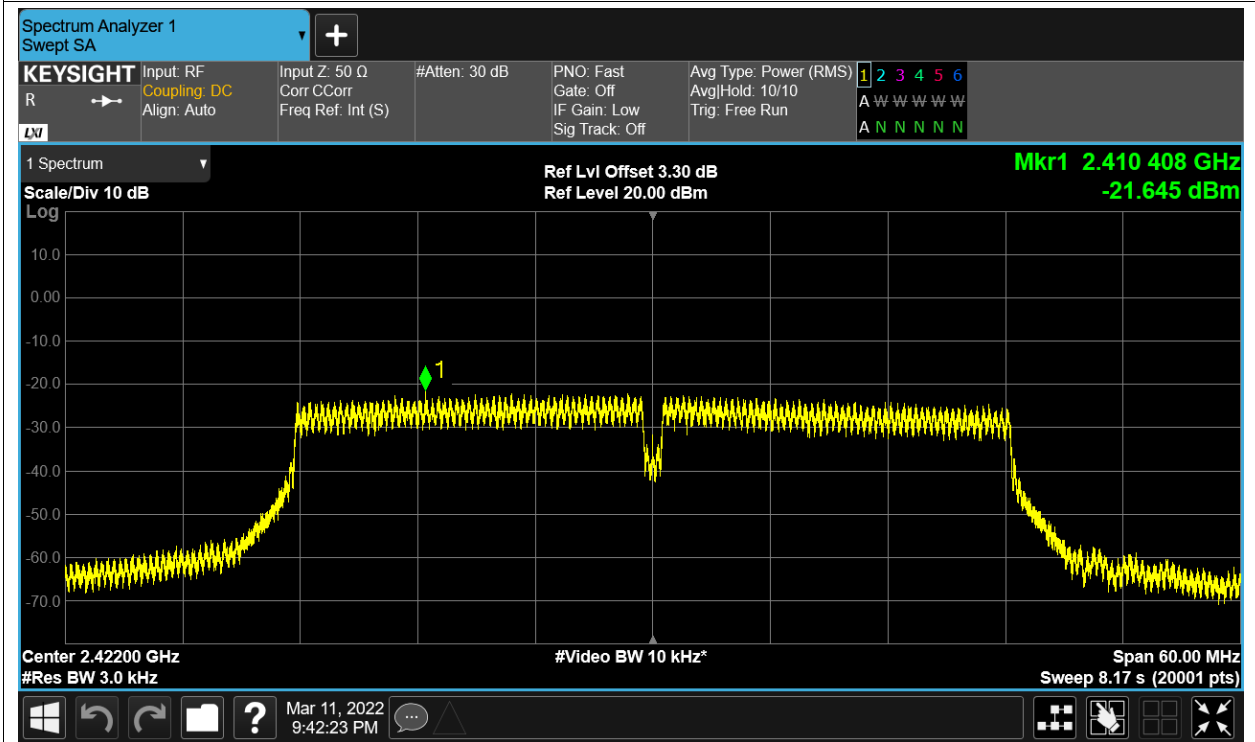 Spectrum Analyzer 1
Swept SA
+
KEYSIGHT
R
LXI
Input: RF
Coupling: DC
Align: Auto
Input Z: 50 Ω
Corr CCorr
Freq Ref: Int (S)
#Atten: 30 dB
PNO: Fast
Gate: Off
IF Gain: Low
Sig Track: Off
Avg Type: Power (RMS)
Avg|Hold: 10/10
Trig: Free Run
1 2 3 4 5 6
A W W W W W
A N N N N N
1 Spectrum
Scale/Div 10 dB
Log
Ref Lvl Offset 3.30 dB
Ref Level 20.00 dBm
Mkr1 2.410 408 GHz
-21.645 dBm
10.0
0.00
-10.0
-20.0
-30.0
-40.0
-50.0
-60.0
-70.0
1
Center 2.42200 GHz
#Res BW 3.0 kHz
#Video BW 10 kHz*
Span 60.00 MHz
Sweep 8.17 s (20001 pts)
?
Mar 11, 2022
9:42:23 PM